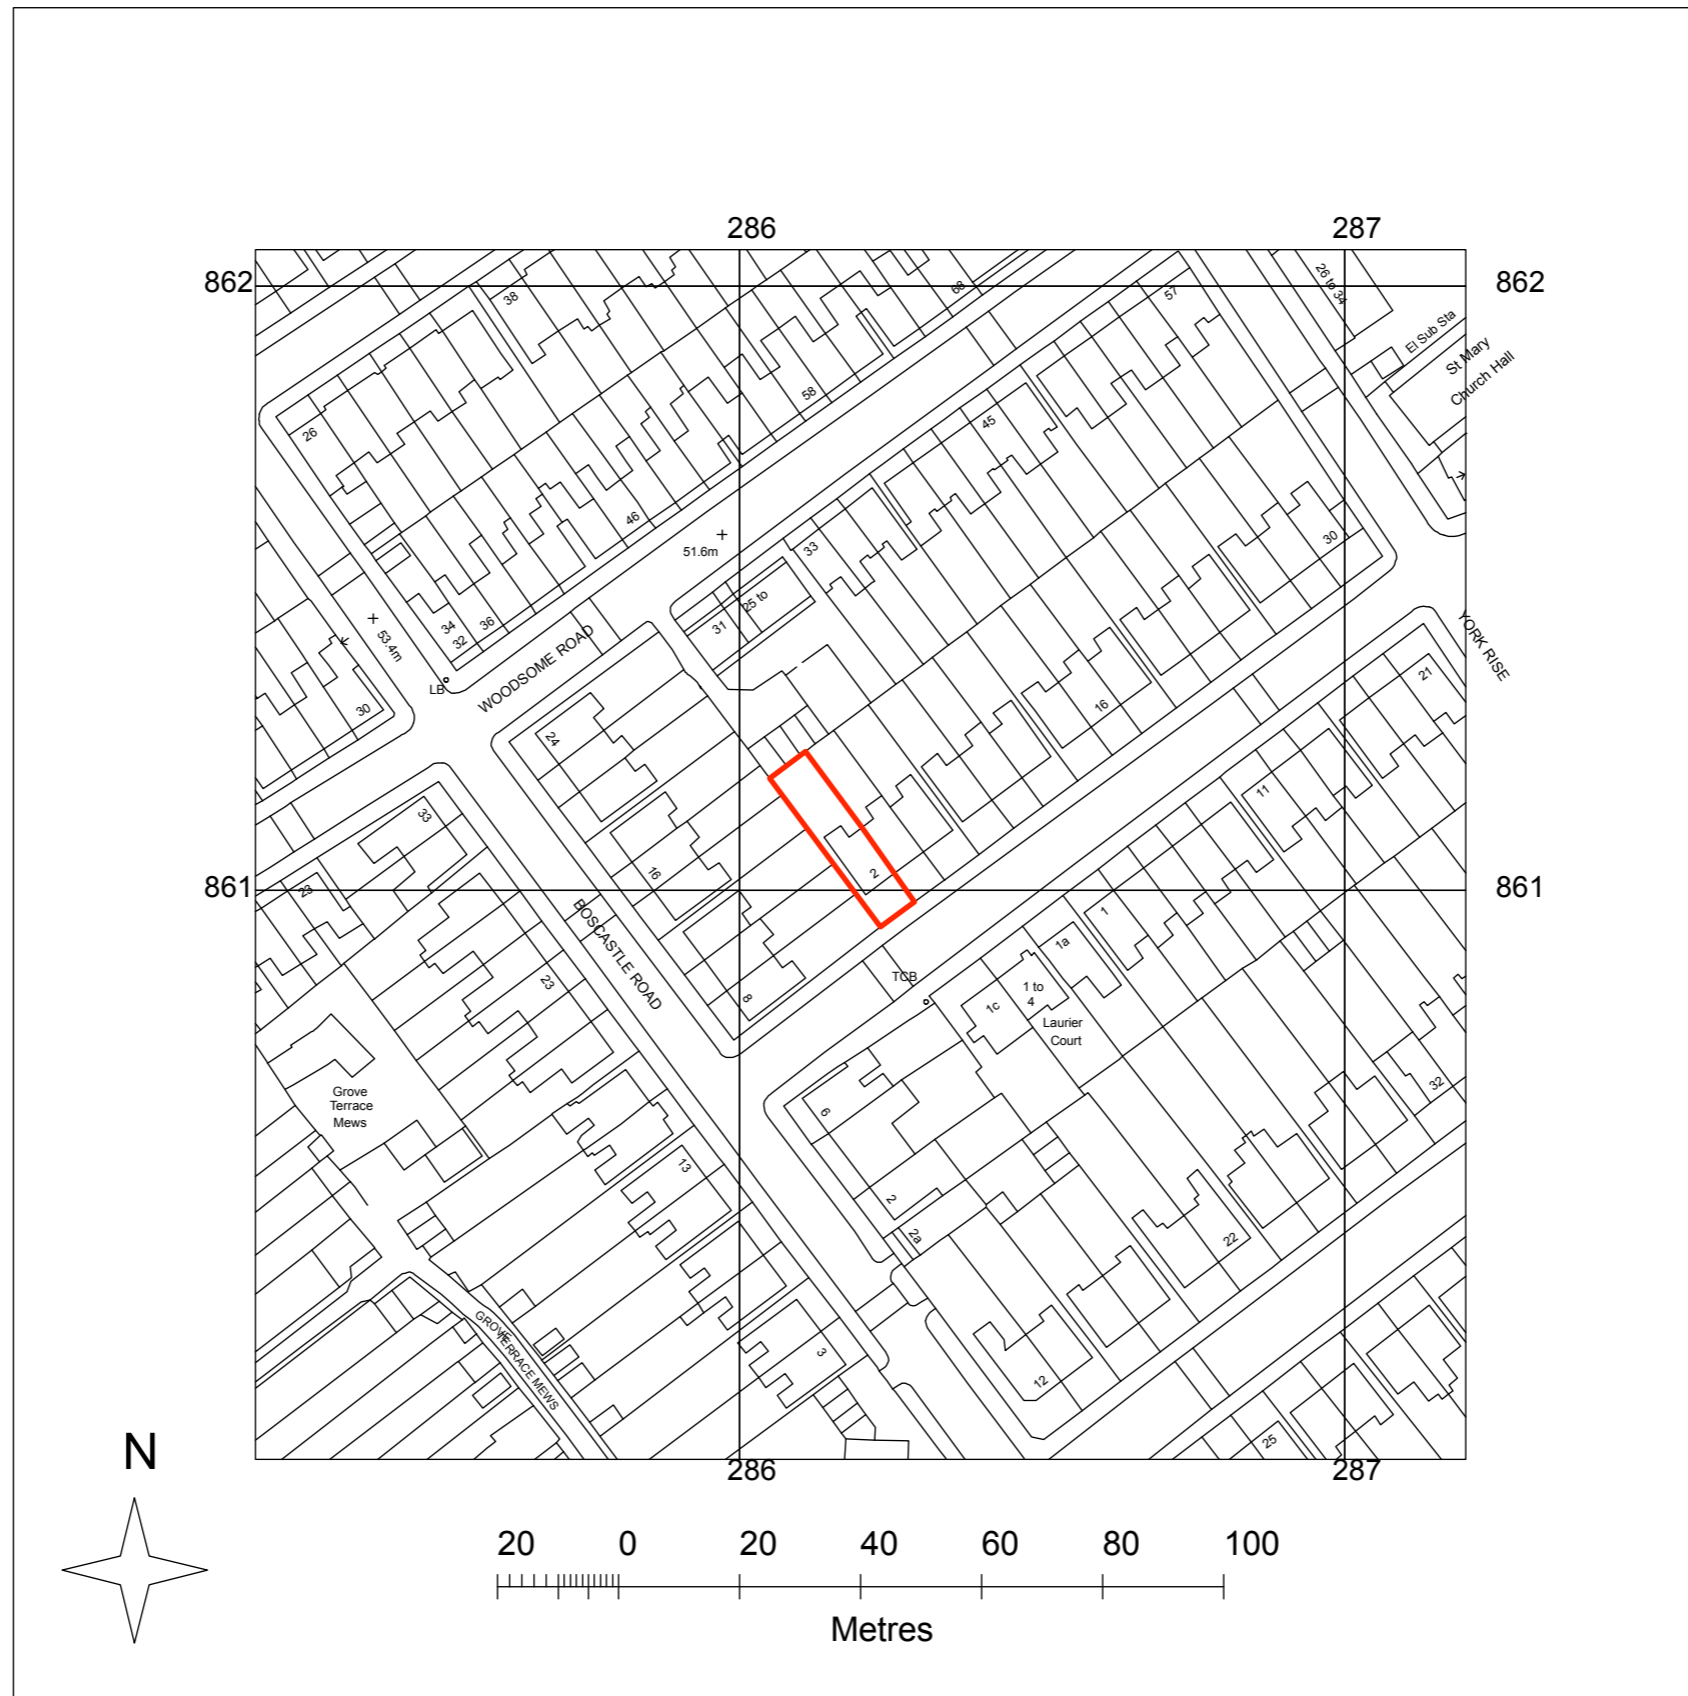 286
287
862
862
38
68
57
26 to 34
El Sub Sta
St Mary
Church Hall
26
58
45
46
51.6m
33
30
25 to
31
34
32
36
53.4m
LB
WOODSOME ROAD
30
YORK RISE
24
16
21
33
11
2
16
23
861
861
BOSCASTLE ROAD
1
1a
TCB
23
8
1c
1 to
4
Laurier
Court
Grove
Terrace
Mews
6
32
13
2
2a
22
GROVE
TERRACE MEWS
3
12
25
286
287
N
20
0
20
40
60
80
100
Metres